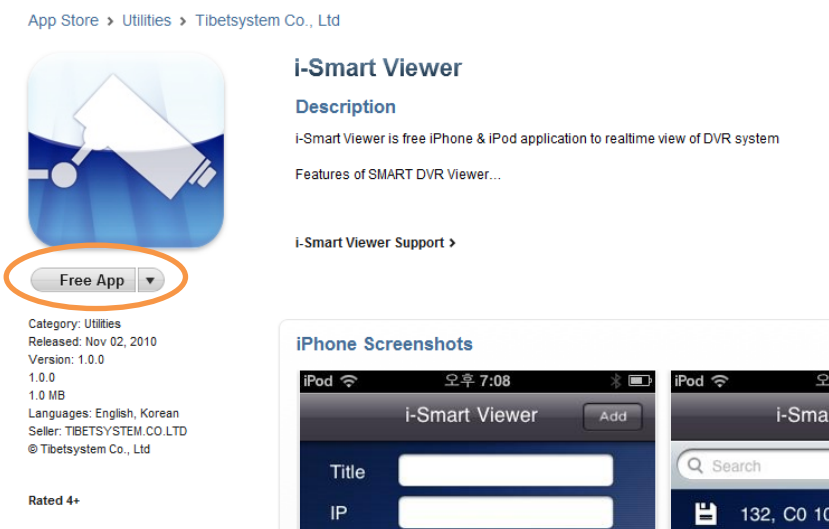 App Store › Utilities › Tibetsystem Co., Ltd
i-Smart Viewer
Description
i-Smart Viewer is free iPhone & iPod application to realtime view of DVR system
Features of SMART DVR Viewer...
i-Smart Viewer Support ›
Free App
Category: Utilities
Released: Nov 02, 2010
Version: 1.0.0
1.0.0
1.0 MB
Languages: English, Korean
Seller: TIBETSYSTEM.CO.LTD
© Tibetsystem Co., Ltd
Rated 4+
iPhone Screenshots
iPod 오후 7:08
i-Smart Viewer Add
Title
IP
iPod
i-Sma
Search
132, C0 10